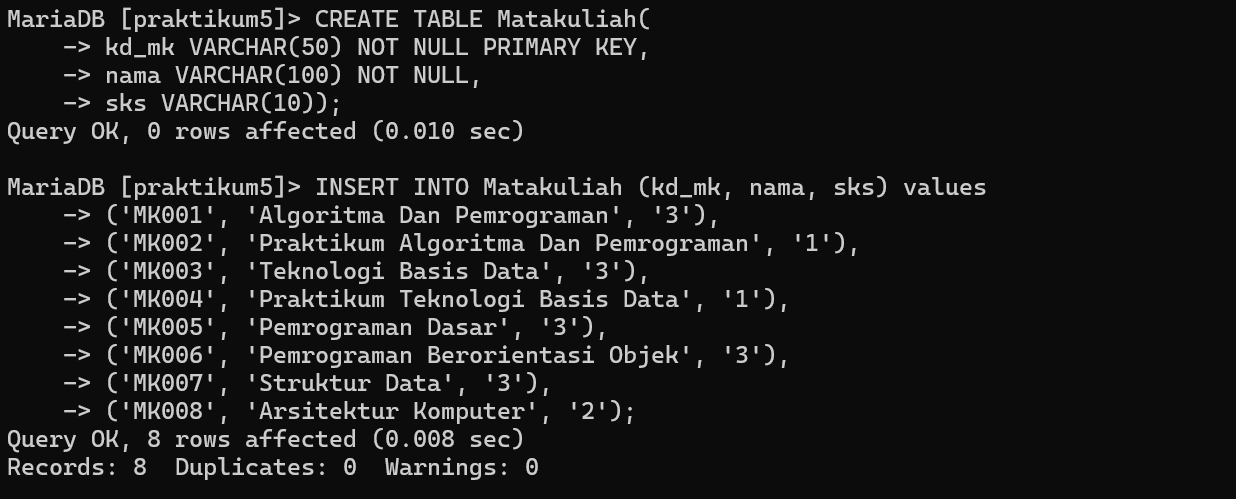 MariaDB [praktikum5]> CREATE TABLE Matakuliah(
    -> kd_mk VARCHAR(50) NOT NULL PRIMARY KEY,
    -> nama VARCHAR(100) NOT NULL,
    -> sks VARCHAR(10));
Query OK, 0 rows affected (0.010 sec)

MariaDB [praktikum5]> INSERT INTO Matakuliah (kd_mk, nama, sks) values
    -> ('MK001', 'Algoritma Dan Pemrograman', '3'),
    -> ('MK002', 'Praktikum Algoritma Dan Pemrograman', '1'),
    -> ('MK003', 'Teknologi Basis Data', '3'),
    -> ('MK004', 'Praktikum Teknologi Basis Data', '1'),
    -> ('MK005', 'Pemrograman Dasar', '3'),
    -> ('MK006', 'Pemrograman Berorientasi Objek', '3'),
    -> ('MK007', 'Struktur Data', '3'),
    -> ('MK008', 'Arsitektur Komputer', '2');
Query OK, 8 rows affected (0.008 sec)
Records: 8  Duplicates: 0  Warnings: 0